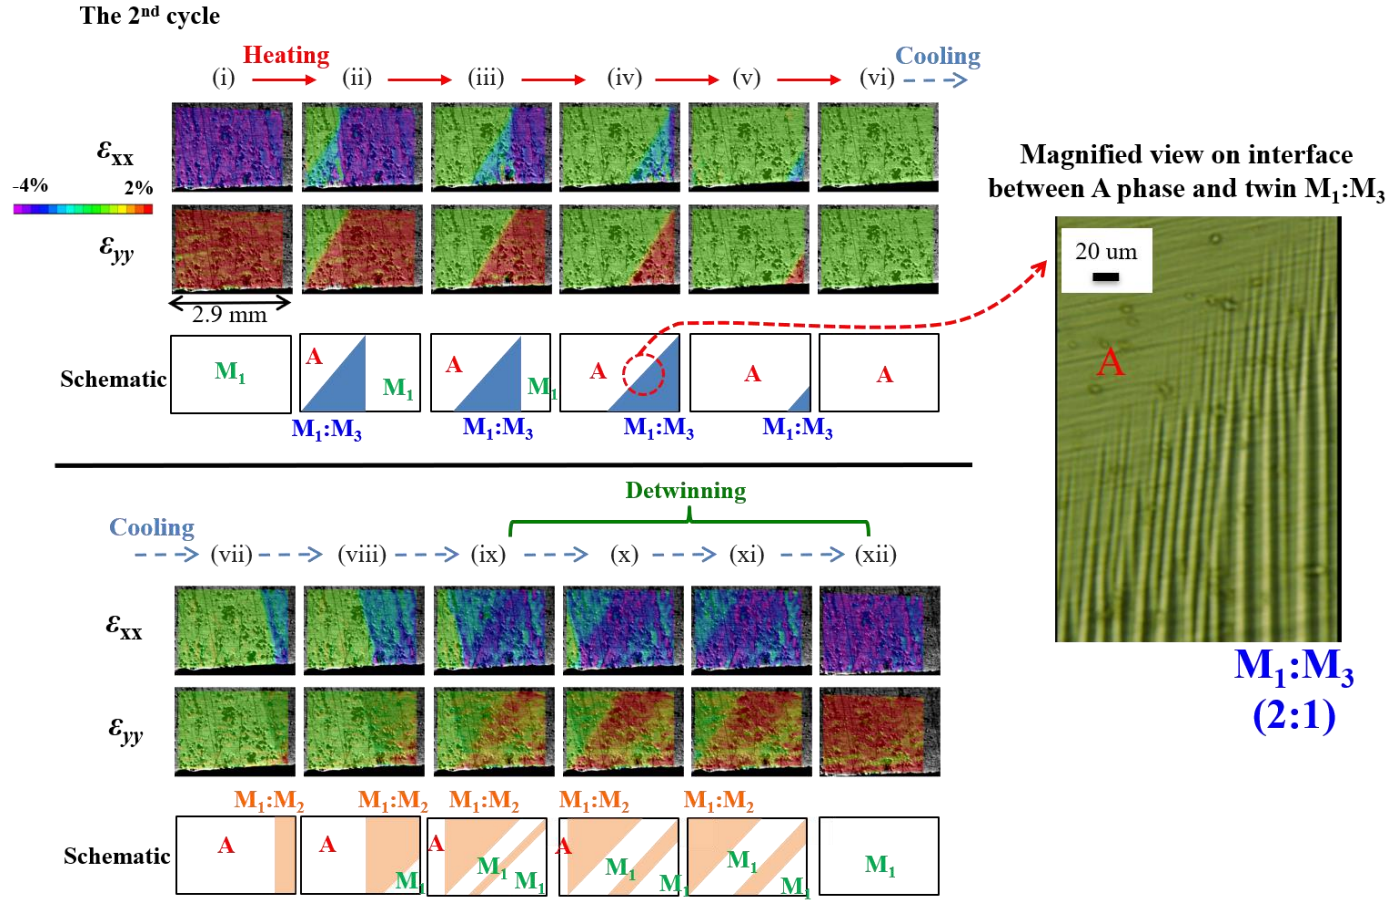 The 2nd cycle
Heating
Cooling
(i) (ii) (iii) (iv) (v) (vi)
εxx
-4% 2%
εyy
2.9 mm
Schematic
M1
A M1
A M1
A
A
A
M1:M3 M1:M3 M1:M3 M1:M3
Magnified view on interface
between A phase and twin M1:M3
20 um
A
M1:M3
(2:1)
Detwinning
Cooling
(vii) (viii) (ix) (x) (xi) (xii)
εxx
εyy
M1:M2 M1:M2 M1:M2 M1:M2 M1:M2
Schematic
A
A M1
A M1 M1
A M1 M1
M1 M1
M1